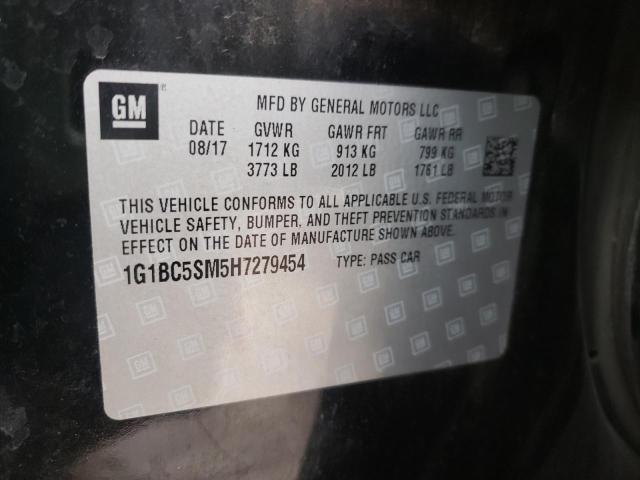 GM ®
MFD BY GENERAL MOTORS LLC
DATE GVWR GAWR FRT GAWR RR
08/17 1712 KG 913 KG 799 KG
3773 LB 2012 LB 1761 LB
THIS VEHICLE CONFORMS TO ALL APPLICABLE U.S. FEDERAL MOTOR
VEHICLE SAFETY, BUMPER, AND THEFT PREVENTION STANDARDS IN
EFFECT ON THE DATE OF MANUFACTURE SHOWN ABOVE.
1G1BC5SM5H7279454 TYPE: PASS CAR